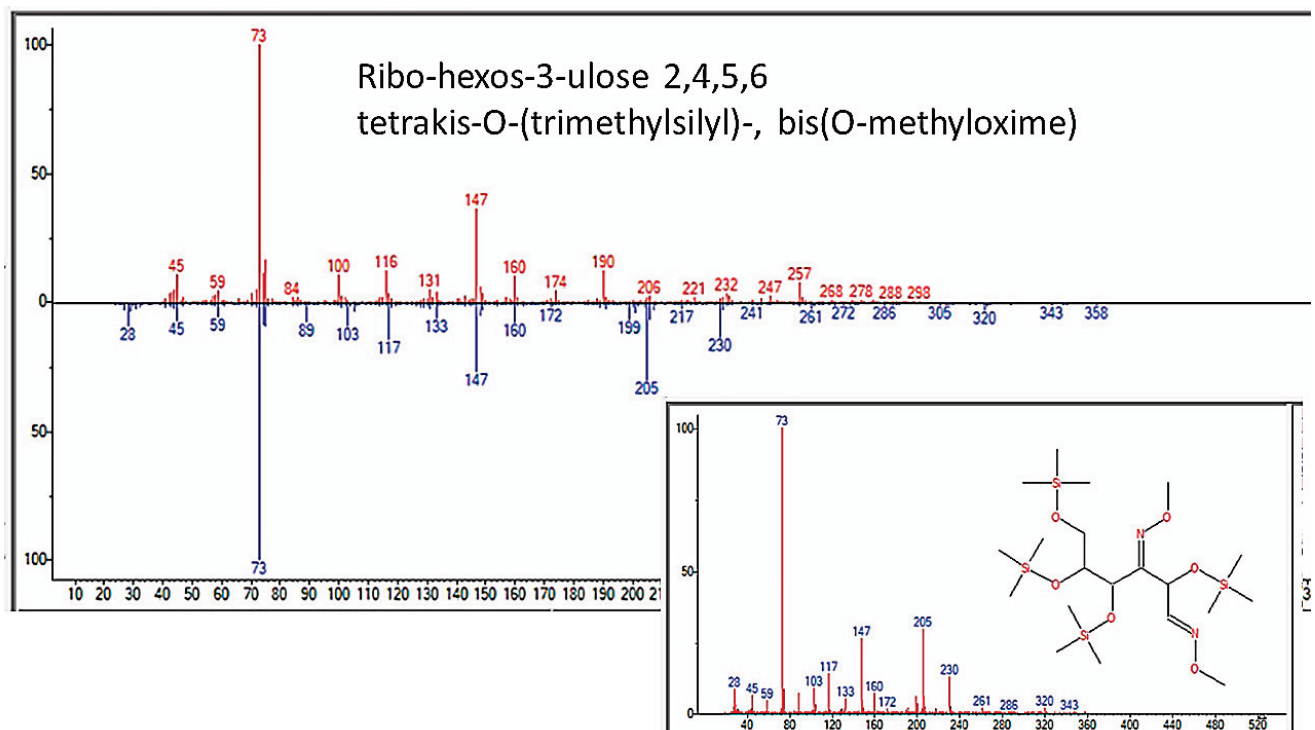 100
73
Ribo-hexos-3-ulose 2,4,5,6
tetrakis-O-(trimethylsilyl)-, bis(O-methyloxime)
50
147
45 59 84 100 116 131 160 174 190 206 221 232 247 257 268 278 288 298
0
28 45 59 89 103 117 133 147 160 172 199 205 217 230 241 261 272 286 305 320 343 358
50
100
73
10 20 30 40 50 60 70 80 90 100 110 120 130 140 150 160 170 180 190 200
100
73
50
0
28 45 59 103 117 133 147 160 172 205 230 261 286 320 343
Si
O
N O
Si O O Si
O
Si N
O
40 80 120 160 200 240 280 320 360 400 440 480 520